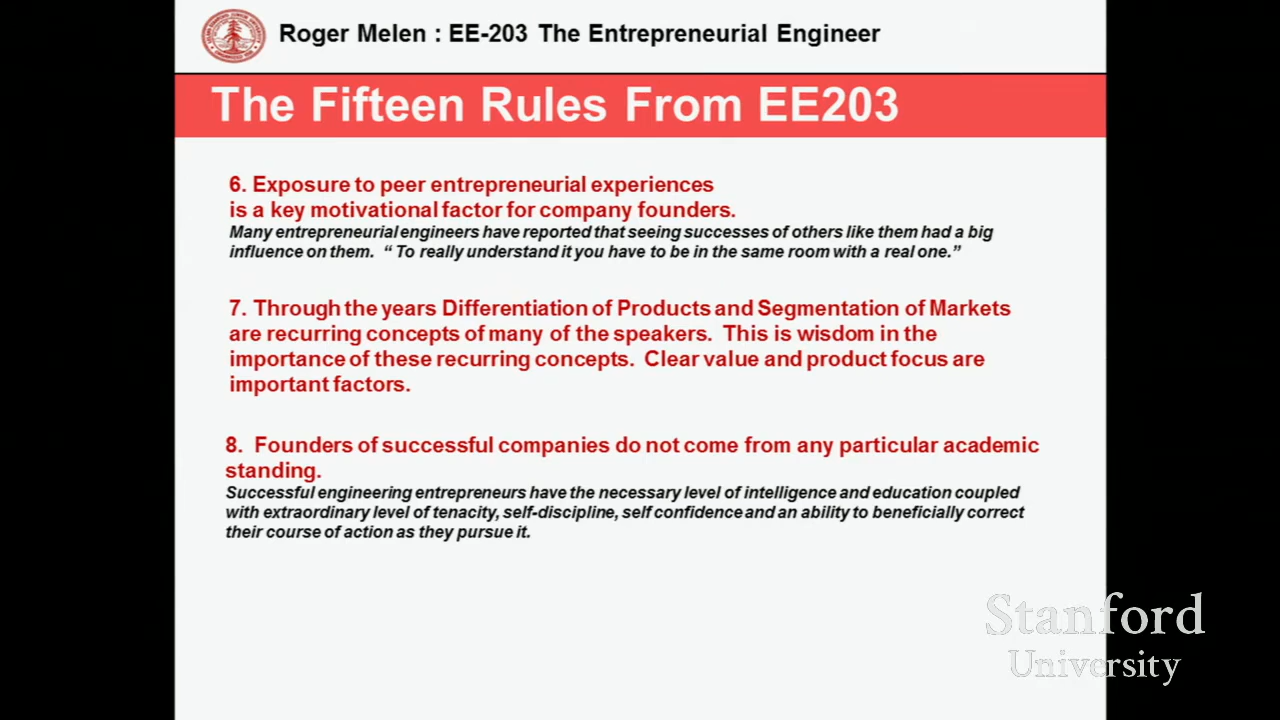 Roger Melen : EE-203 The Entrepreneurial Engineer
The Fifteen Rules From EE203
6. Exposure to peer entrepreneurial experiences
is a key motivational factor for company founders.
Many entrepreneurial engineers have reported that seeing successes of others like them had a big
influence on them. “ To really understand it you have to be in the same room with a real one.”
7. Through the years Differentiation of Products and Segmentation of Markets
are recurring concepts of many of the speakers. This is wisdom in the
importance of these recurring concepts. Clear value and product focus are
important factors.
8. Founders of successful companies do not come from any particular academic
standing.
Successful engineering entrepreneurs have the necessary level of intelligence and education coupled
with extraordinary level of tenacity, self-discipline, self confidence and an ability to beneficially correct
their course of action as they pursue it.
Stanford
University